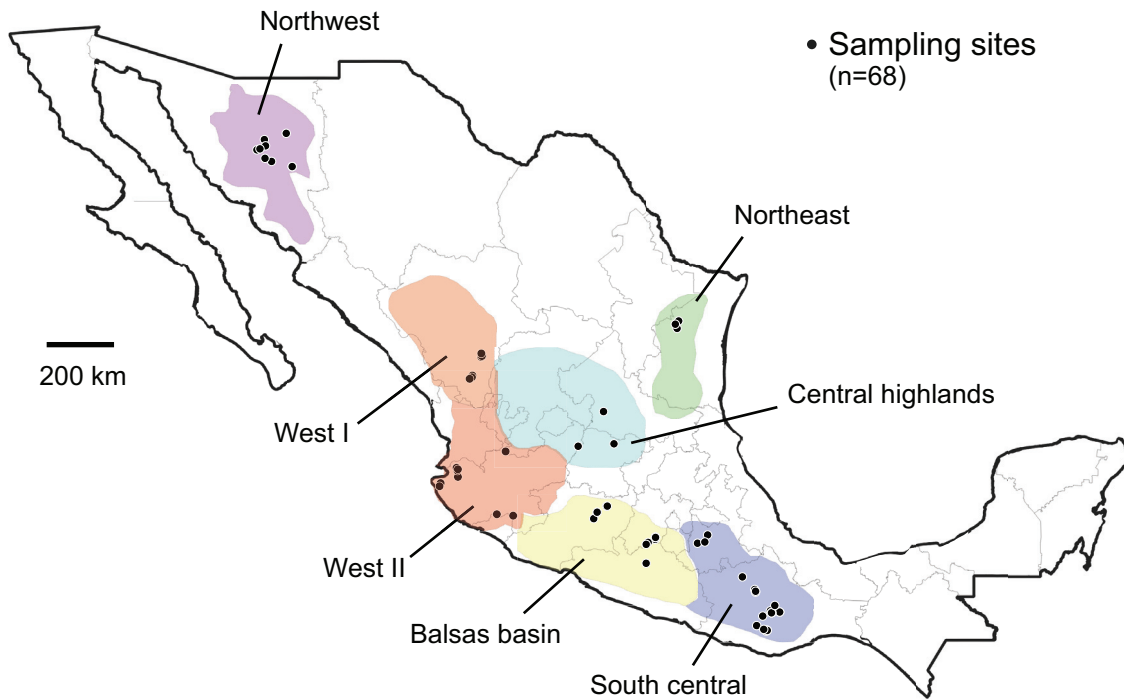 Northwest
Sampling sites
(n=68)
Northeast
200 km
Central highlands
West I
West II
Balsas basin
South central